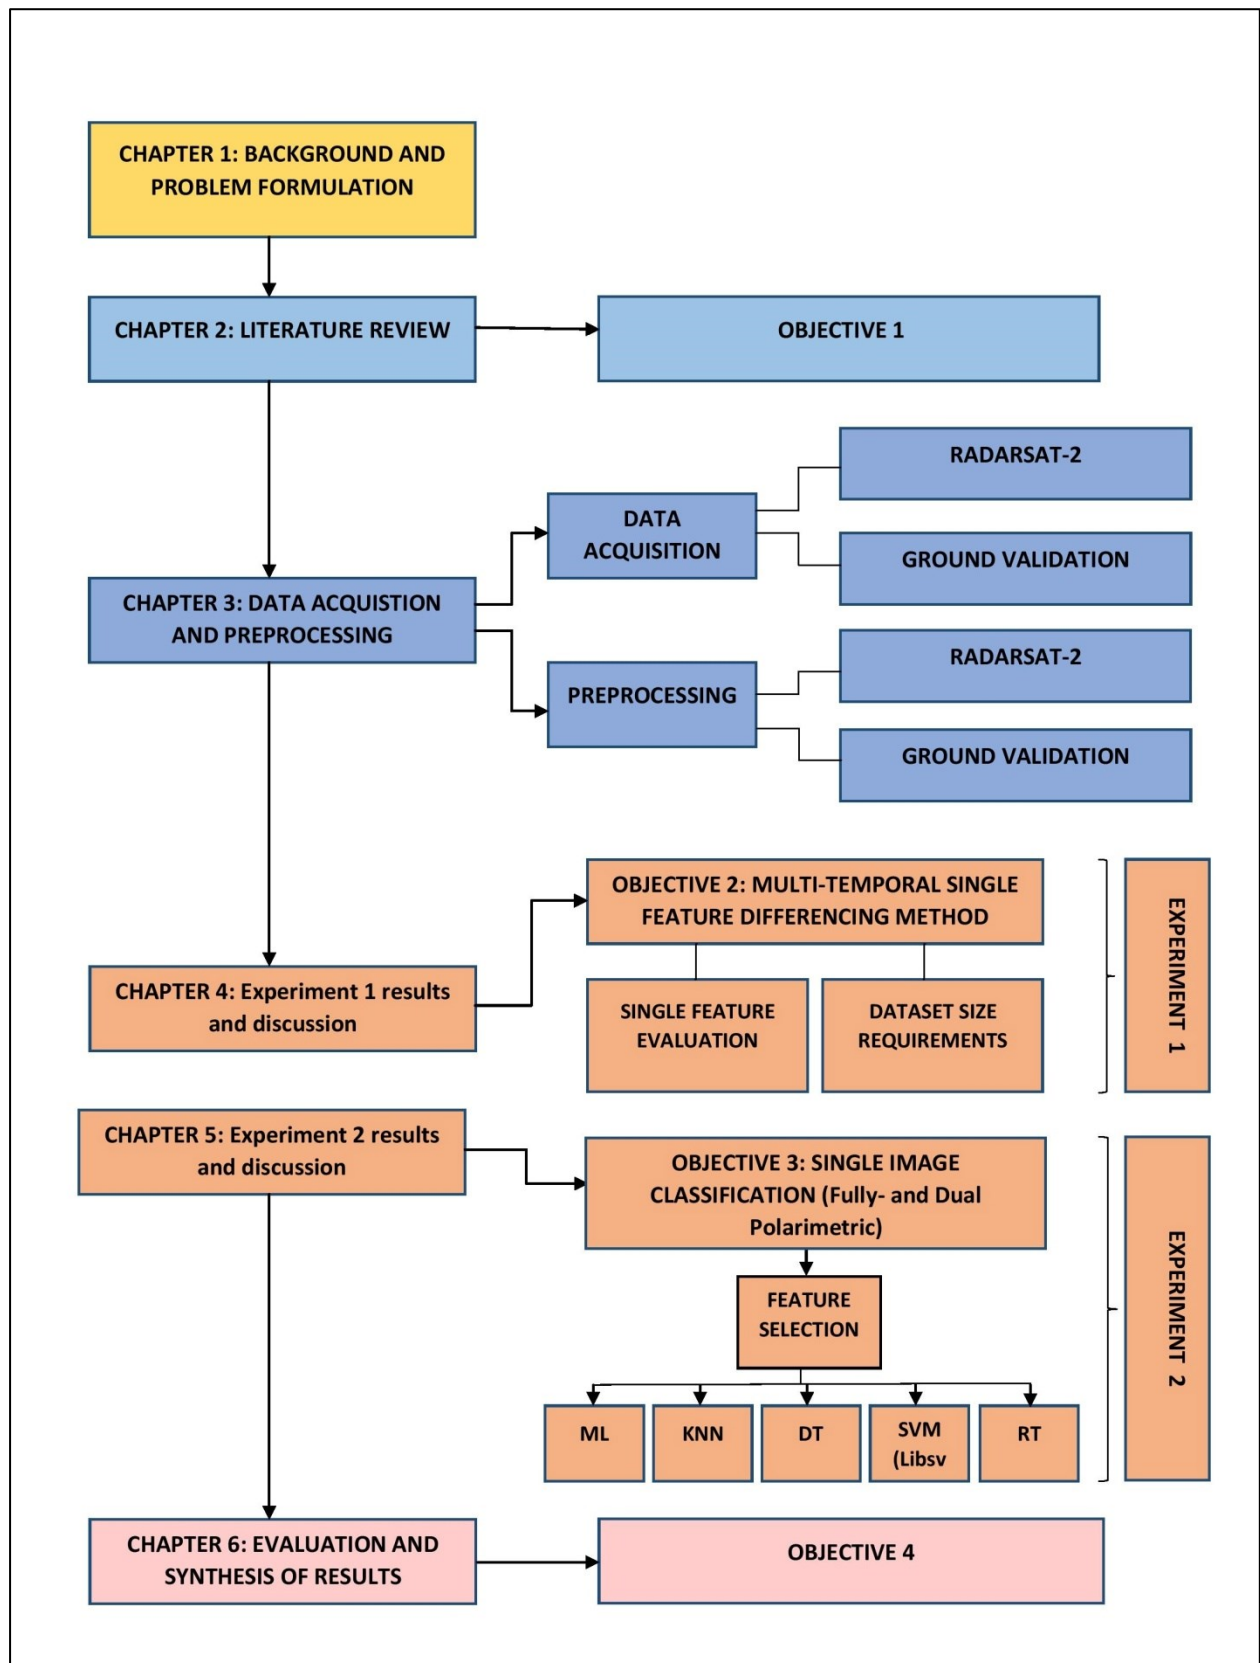 CHAPTER 1: BACKGROUND AND
PROBLEM FORMULATION
CHAPTER 2: LITERATURE REVIEW
OBJECTIVE 1
RADARSAT-2
DATA
ACQUISITION
GROUND VALIDATION
CHAPTER 3: DATA ACQUISTION
AND PREPROCESSING
RADARSAT-2
PREPROCESSING
GROUND VALIDATION
OBJECTIVE 2: MULTI-TEMPORAL SINGLE
FEATURE DIFFERENCING METHOD
CHAPTER 4: Experiment 1 results
and discussion
SINGLE FEATURE
EVALUATION
DATASET SIZE
REQUIREMENTS
EXPERIMENT 1
CHAPTER 5: Experiment 2 results
and discussion
OBJECTIVE 3: SINGLE IMAGE
CLASSIFICATION (Fully- and Dual
Polarimetric)
FEATURE
SELECTION
ML
KNN
DT
SVM
(Libsv
RT
EXPERIMENT 2
CHAPTER 6: EVALUATION AND
SYNTHESIS OF RESULTS
OBJECTIVE 4